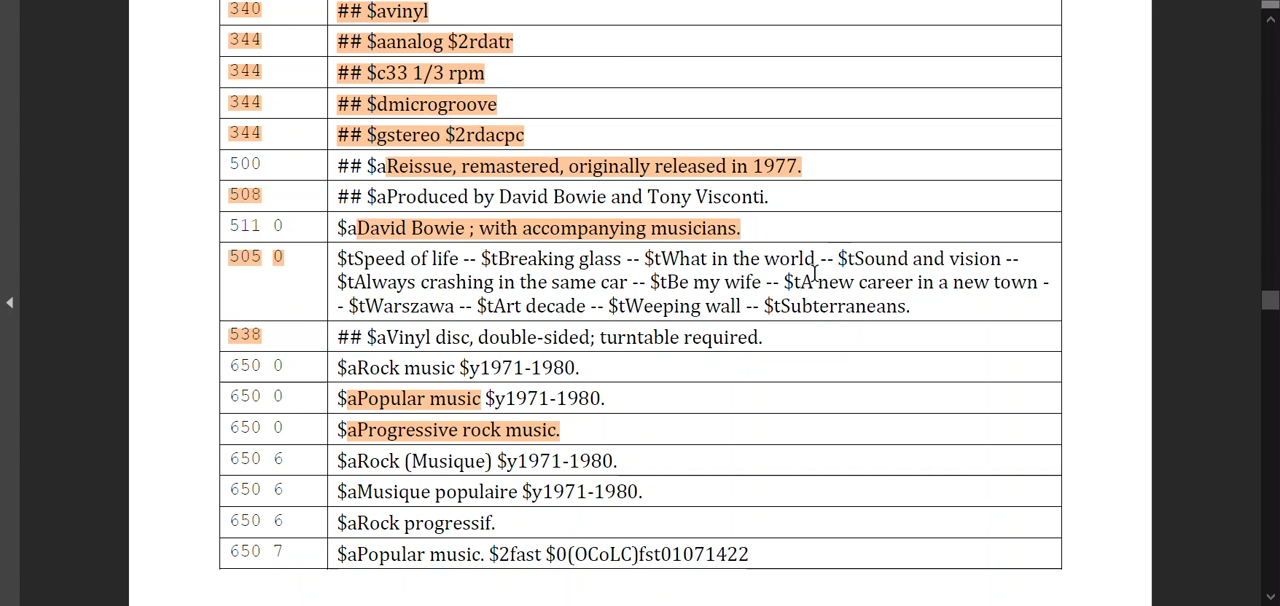 340 ## $avinyl
344 ## $aanalog $2rdatr
344 ## $c33 1/3 rpm
344 ## $dmicrogroove
344 ## $gstereo $2rdacpc
500 ## $aReissue, remastered, originally released in 1977.
508 ## $aProduced by David Bowie and Tony Visconti.
511 0 $aDavid Bowie ; with accompanying musicians.
505 0 $tSpeed of life -- $tBreaking glass -- $tWhat in the world -- $tSound and vision --
$tAlways crashing in the same car -- $tBe my wife -- $tA new career in a new town -
- $tWarszawa -- $tArt decade -- $tWeeping wall -- $tSubterraneans.
538 ## $aVinyl disc, double-sided; turntable required.
650 0 $aRock music $y1971-1980.
650 0 $aPopular music $y1971-1980.
650 0 $aProgressive rock music.
650 6 $aRock (Musique) $y1971-1980.
650 6 $aMusique populaire $y1971-1980.
650 6 $aRock progressif.
650 7 $aPopular music. $2fast $0(OCoLC)fst01071422